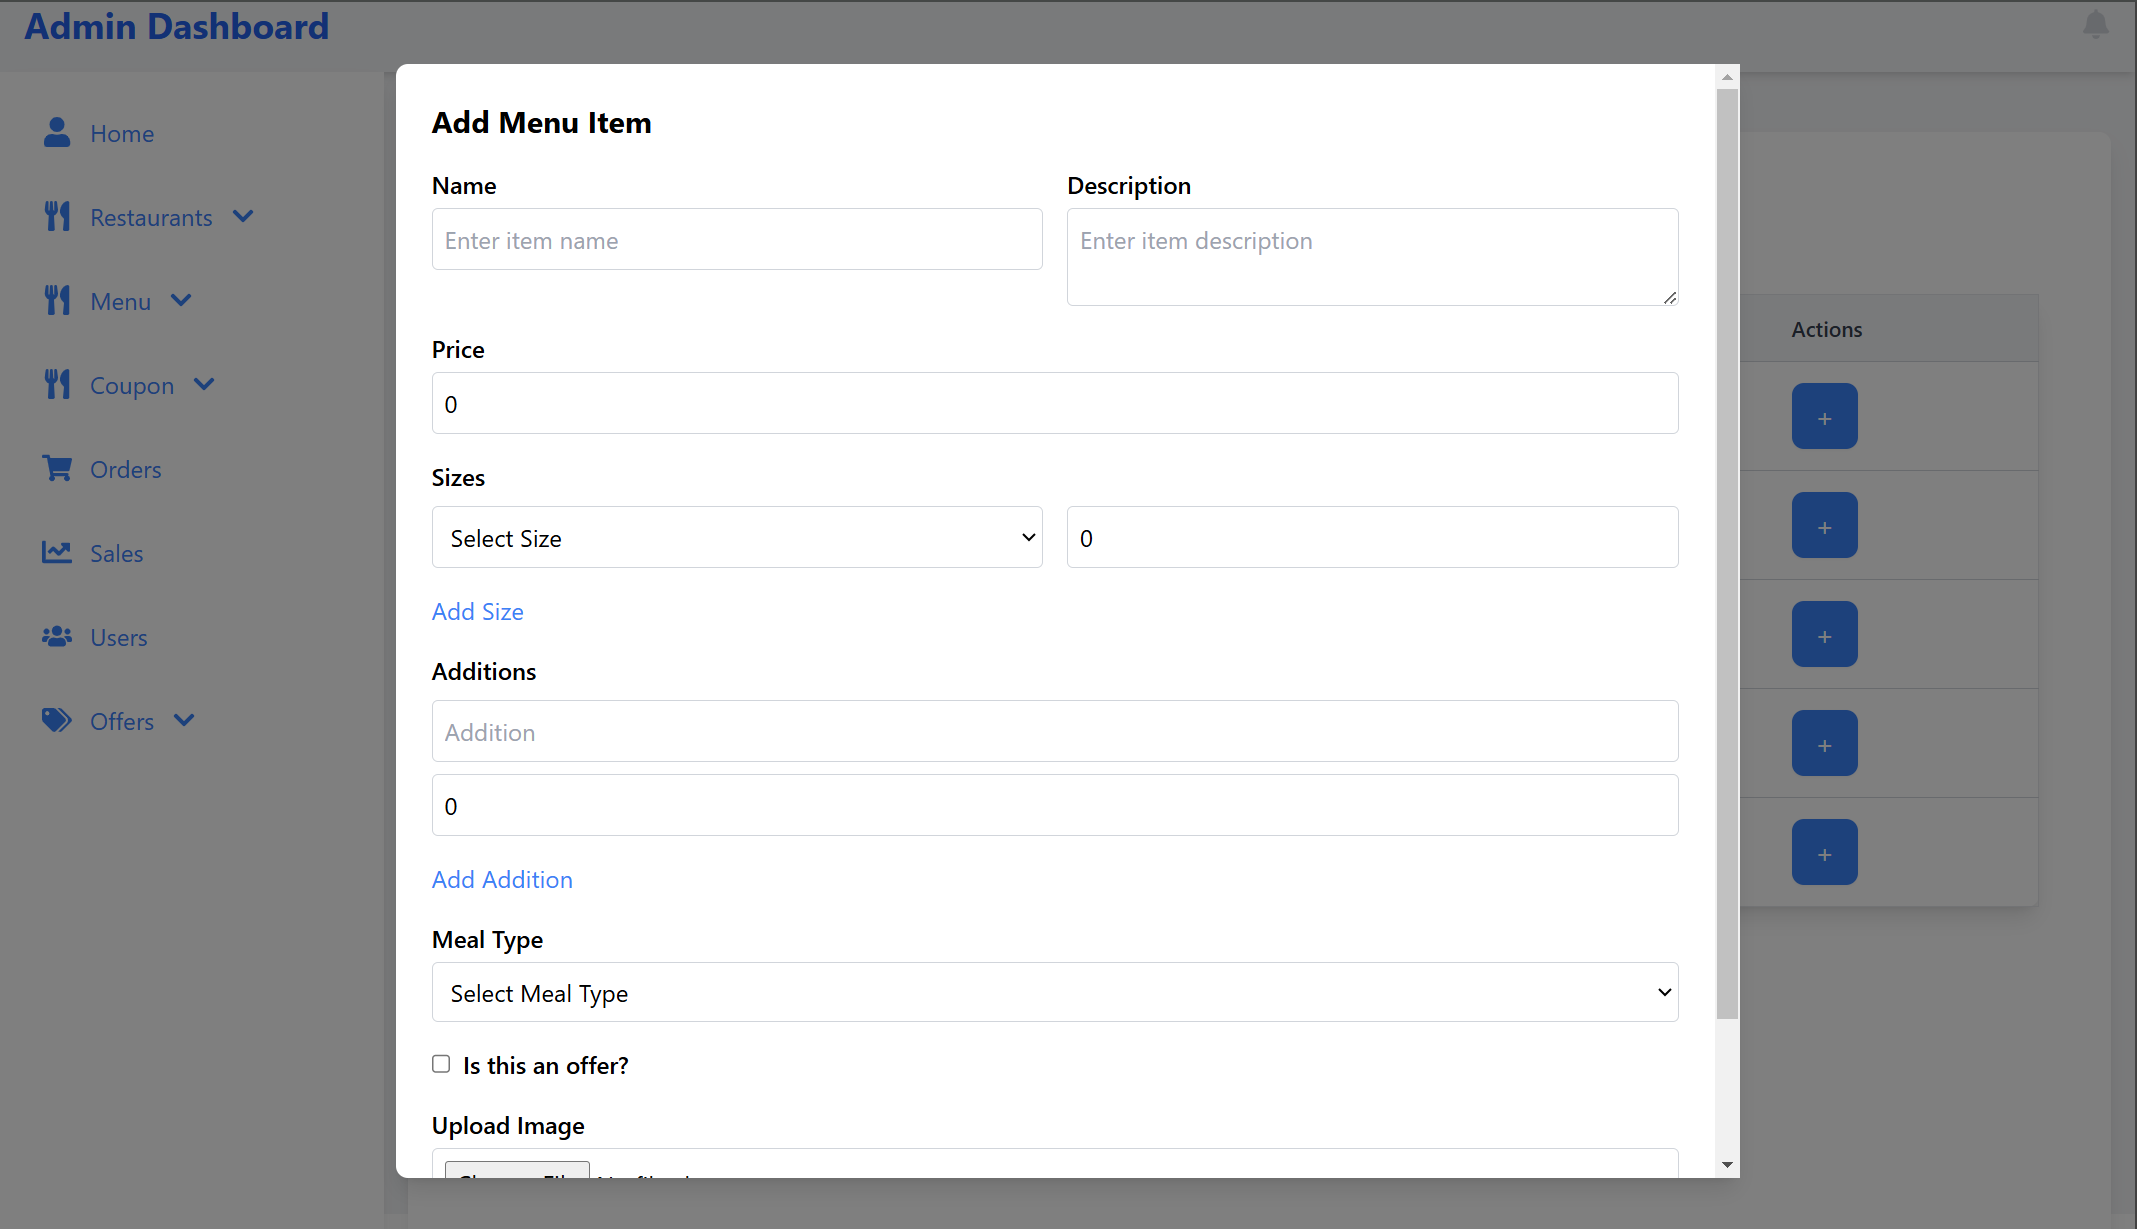 Admin Dashboard
Home
Restaurants
Menu
Coupon
Orders
Sales
Users
Offers
Add Menu Item
Name
Description
Enter item name
Enter item description
Price
0
Sizes
Select Size
0
Add Size
Additions
Addition
0
Add Addition
Meal Type
Select Meal Type
Is this an offer?
Upload Image
Actions
+
+
+
+
+